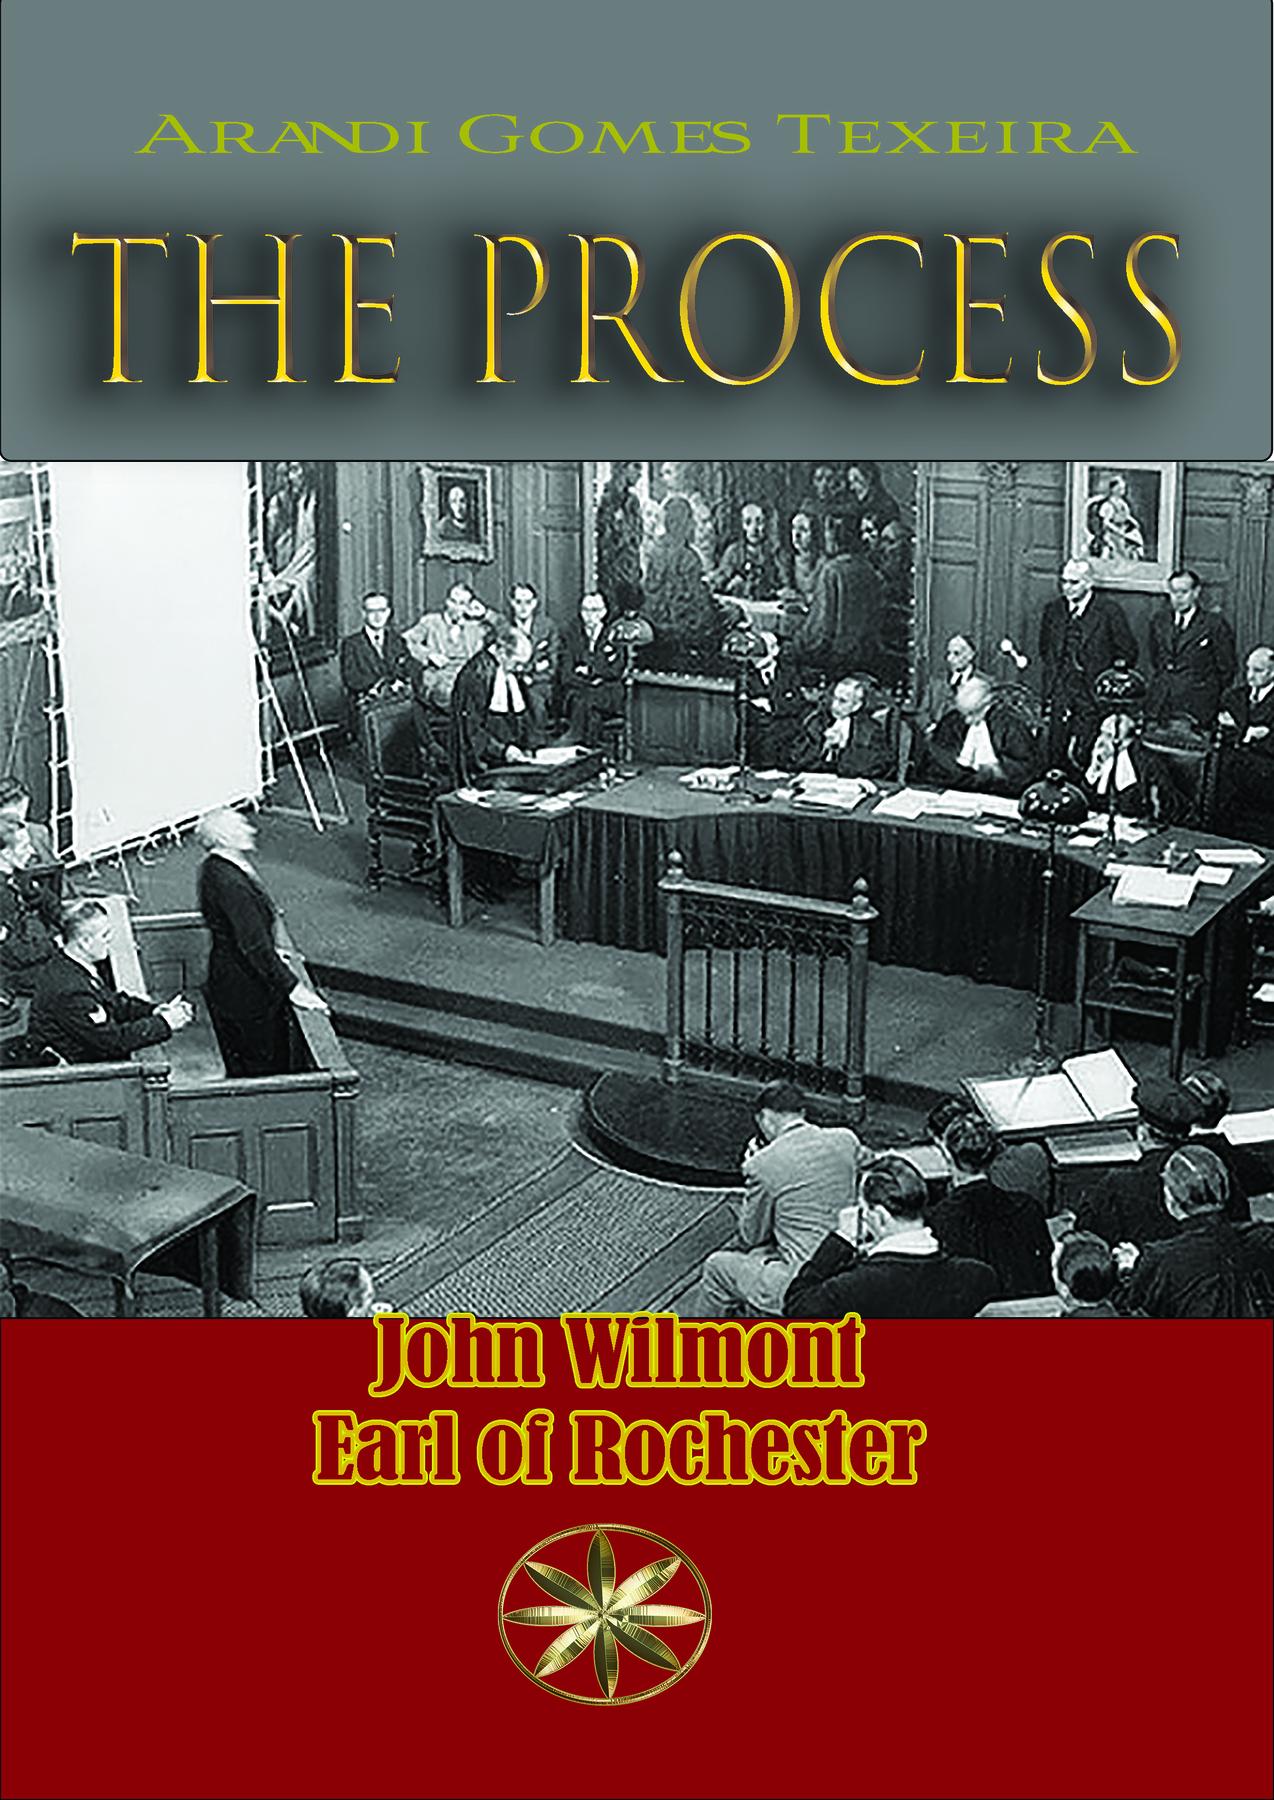 ARANDI GOMES TEXEIRA
THE PROCESS
John Wilmont
Earl of Rochester